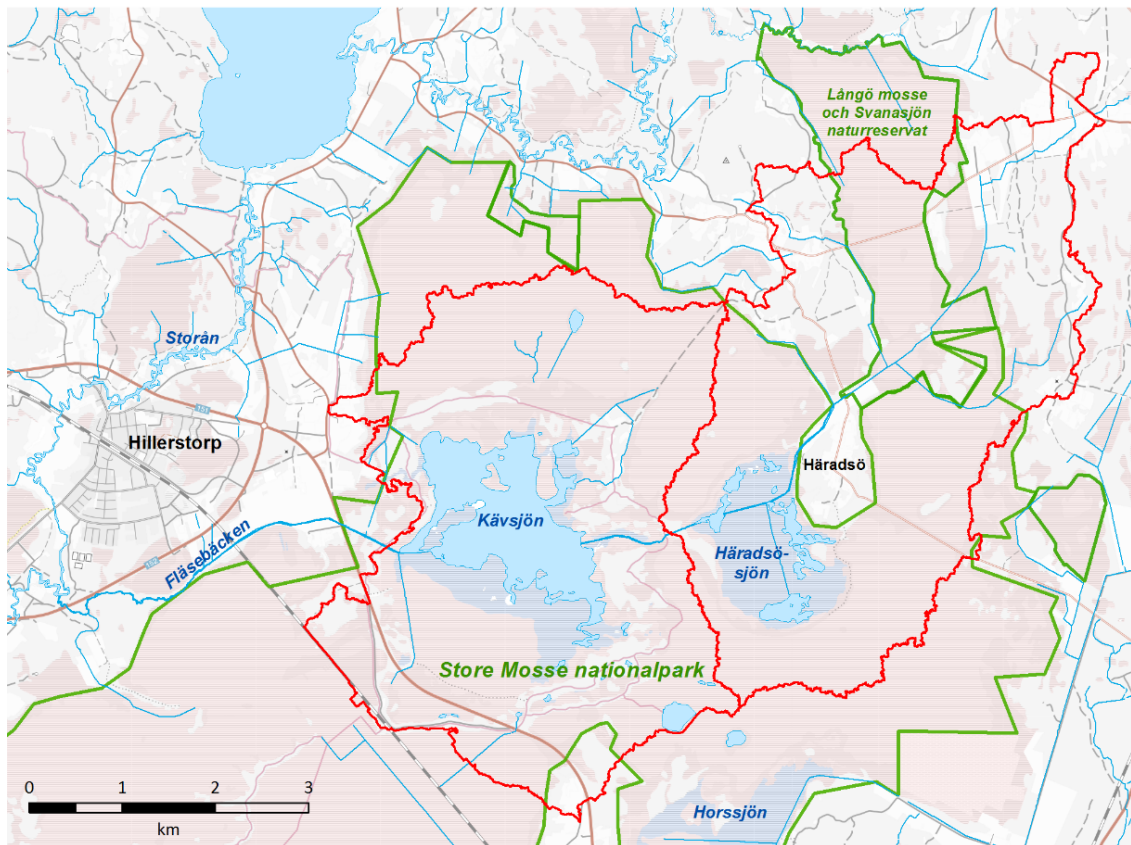 Långö mosse
och Svanasjön
naturreservat
Storån
Hillerstorp
Häradsö
Kävsjön
Häradsö-
sjön
Fläsebäcken
Store Mosse nationalpark
Horssjön
0 1 2 3
km